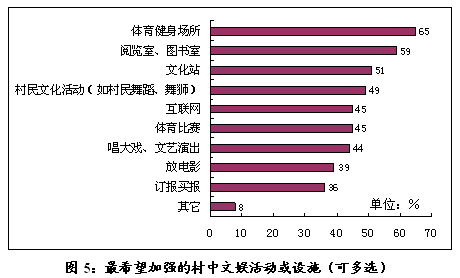 体育健身场所 65
阅览室、图书室 59
文化站 51
村民文化活动(如村民舞蹈、舞狮) 49
互联网 45
体育比赛 45
唱大戏、文艺演出 44
放电影 39
订报买报 36
其它 8
单位：%
0 10 20 30 40 50 60 70
图 5：最希望加强的村中文娱活动或设施（可多选）